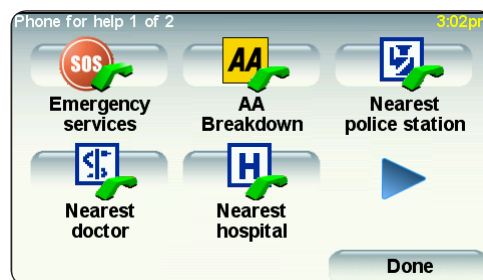 Phone for help 1 of 2
3:02p
SOS
AA
Emergency services
AA Breakdown
Nearest police station
H
Nearest doctor
Nearest hospital
Done